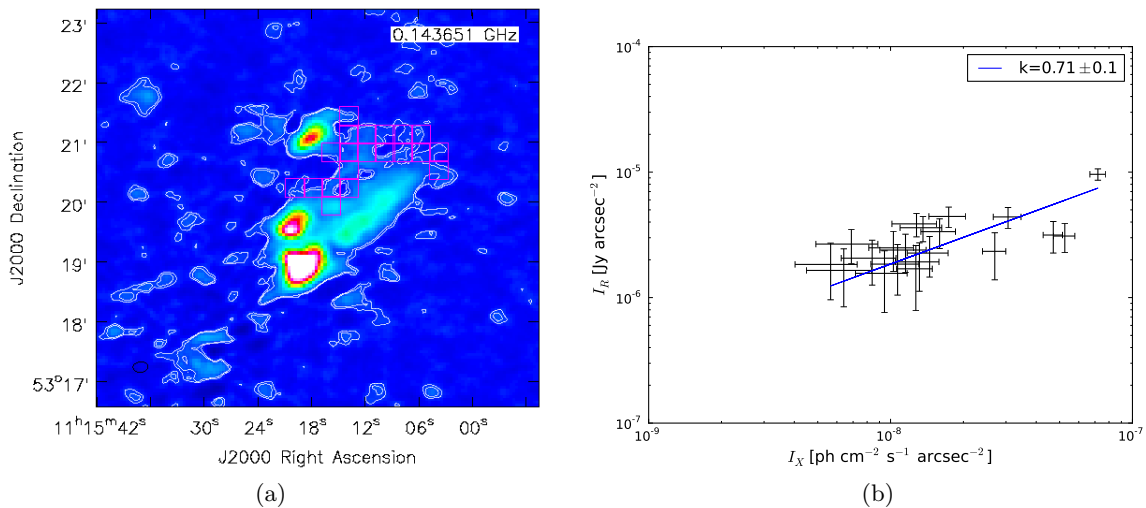 0.143651 GHz
23'
22'
21'
20'
19'
18'
53°17'
J2000 Declination
11ʰ15ᵐ42ˢ 30ˢ 24ˢ 18ˢ 12ˢ 06ˢ 00ˢ
J2000 Right Ascension
(a)
k=0.71±0.1
10⁻⁴
10⁻⁵
10⁻⁶
10⁻⁷
I_R [Jy arcsec⁻²]
10⁻⁹ 10⁻⁸ 10⁻⁷
I_X [ph cm⁻² s⁻¹ arcsec⁻²]
(b)